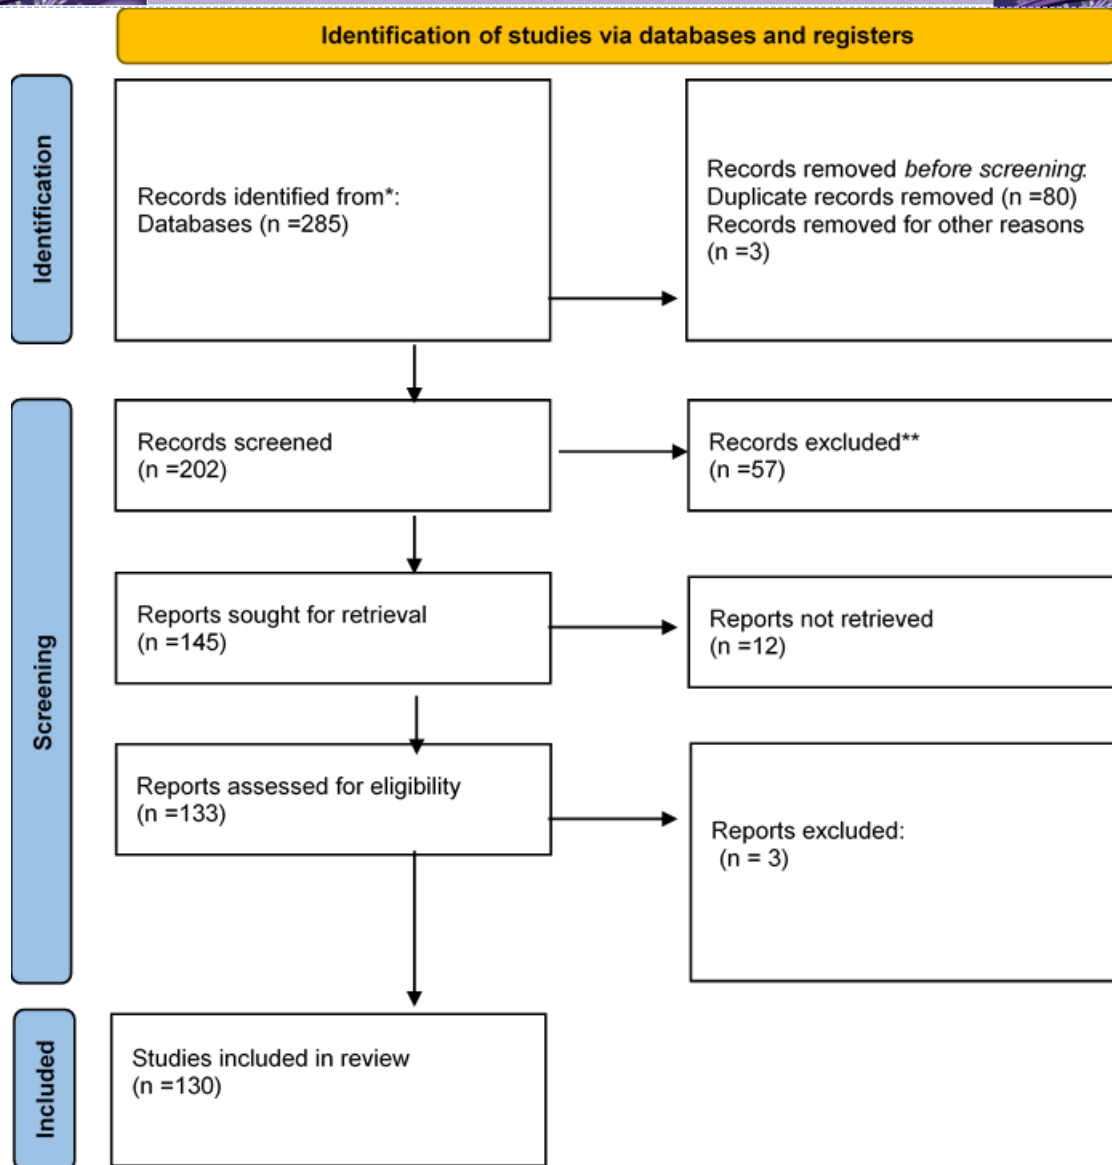 Identification of studies via databases and registers
Identification
Records identified from*:
Databases (n =285)
Records removed before screening:
Duplicate records removed (n =80)
Records removed for other reasons
(n =3)
Screening
Records screened
(n =202)
Records excluded**
(n =57)
Reports sought for retrieval
(n =145)
Reports not retrieved
(n =12)
Reports assessed for eligibility
(n =133)
Reports excluded:
(n = 3)
Included
Studies included in review
(n =130)